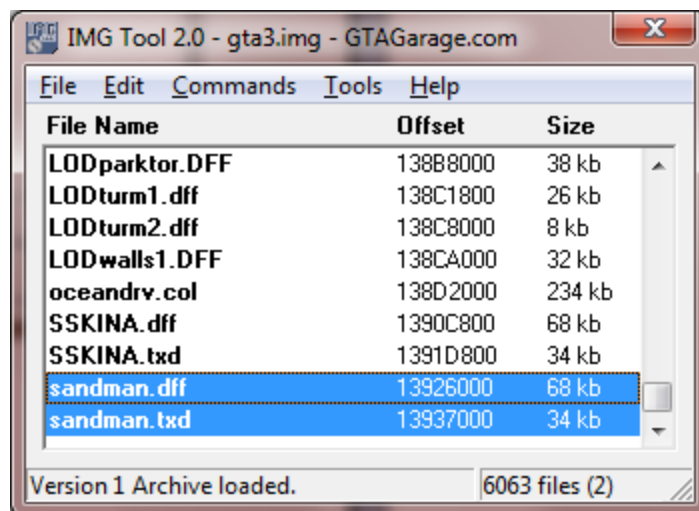 IMG Tool 2.0 - gta3.img - GTAGarage.com
File Edit Commands Tools Help
File Name Offset Size
LODparktor.DFF 138B8000 38 kb
LODturm1.dff 138C1800 26 kb
LODturm2.dff 138C8000 8 kb
LODwalls1.DFF 138CA000 32 kb
oceandrv.col 138D2000 234 kb
SSKINA.dff 1390C800 68 kb
SSKINA.txd 1391D800 34 kb
sandman.dff 13926000 68 kb
sandman.txd 13937000 34 kb
Version 1 Archive loaded. 6063 files (2)